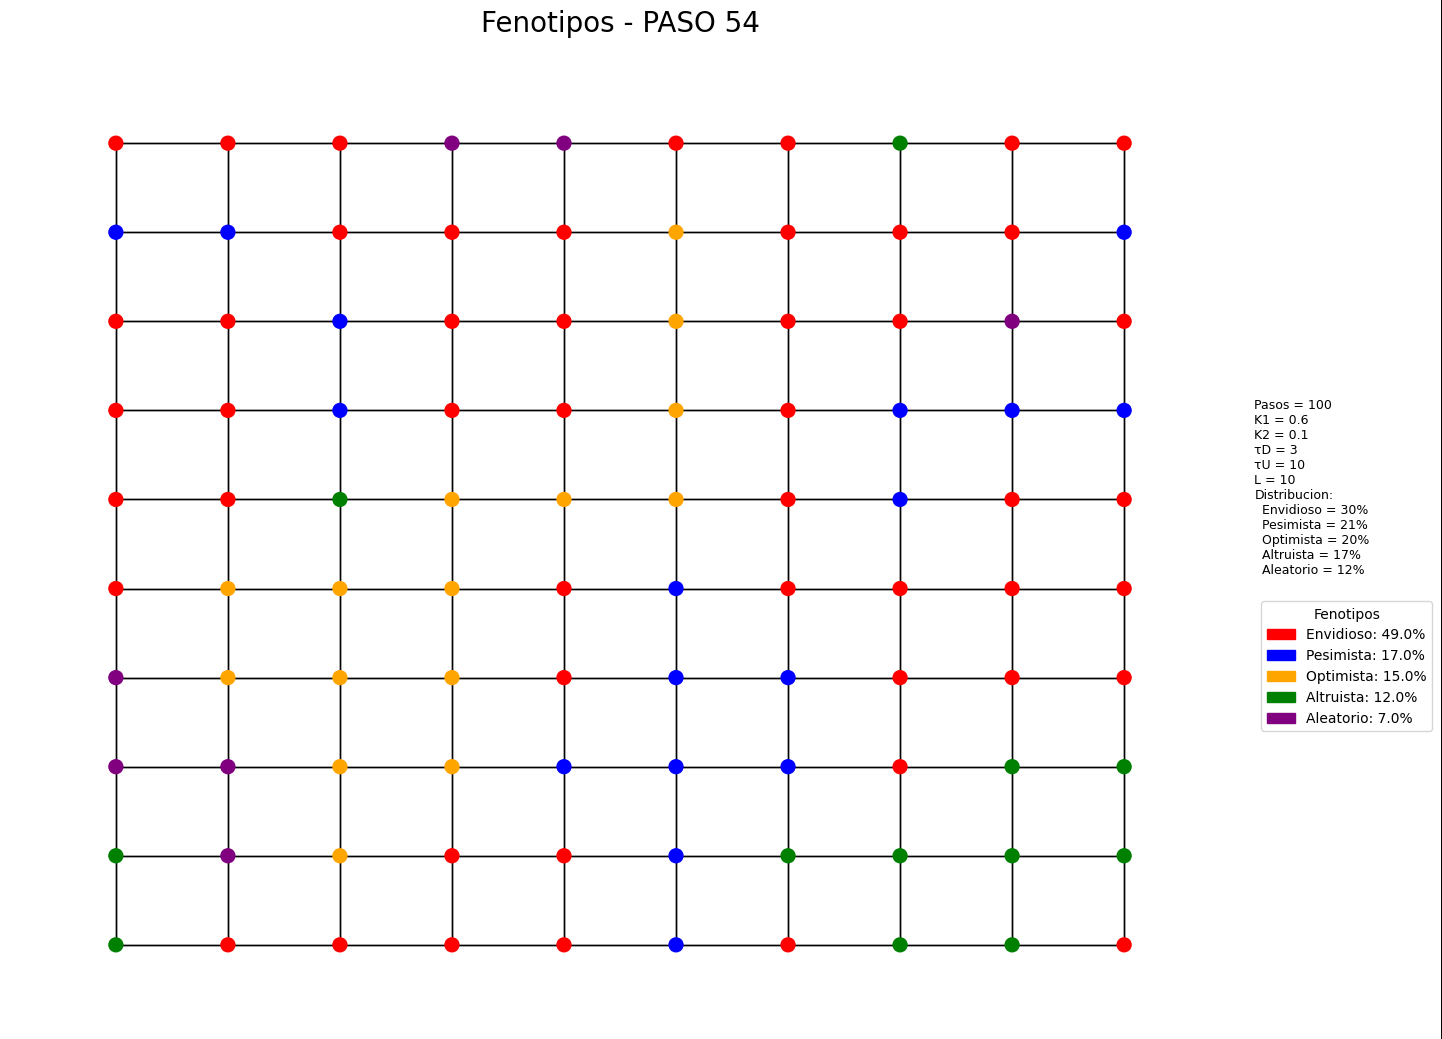 Fenotipos - PASO 54
Pasos = 100
K1 = 0.6
K2 = 0.1
τD = 3
τU = 10
L = 10
Distribucion:
Envidioso = 30%
Pesimista = 21%
Optimista = 20%
Altruista = 17%
Aleatorio = 12%
Fenotipos
Envidioso: 49.0%
Pesimista: 17.0%
Optimista: 15.0%
Altruista: 12.0%
Aleatorio: 7.0%